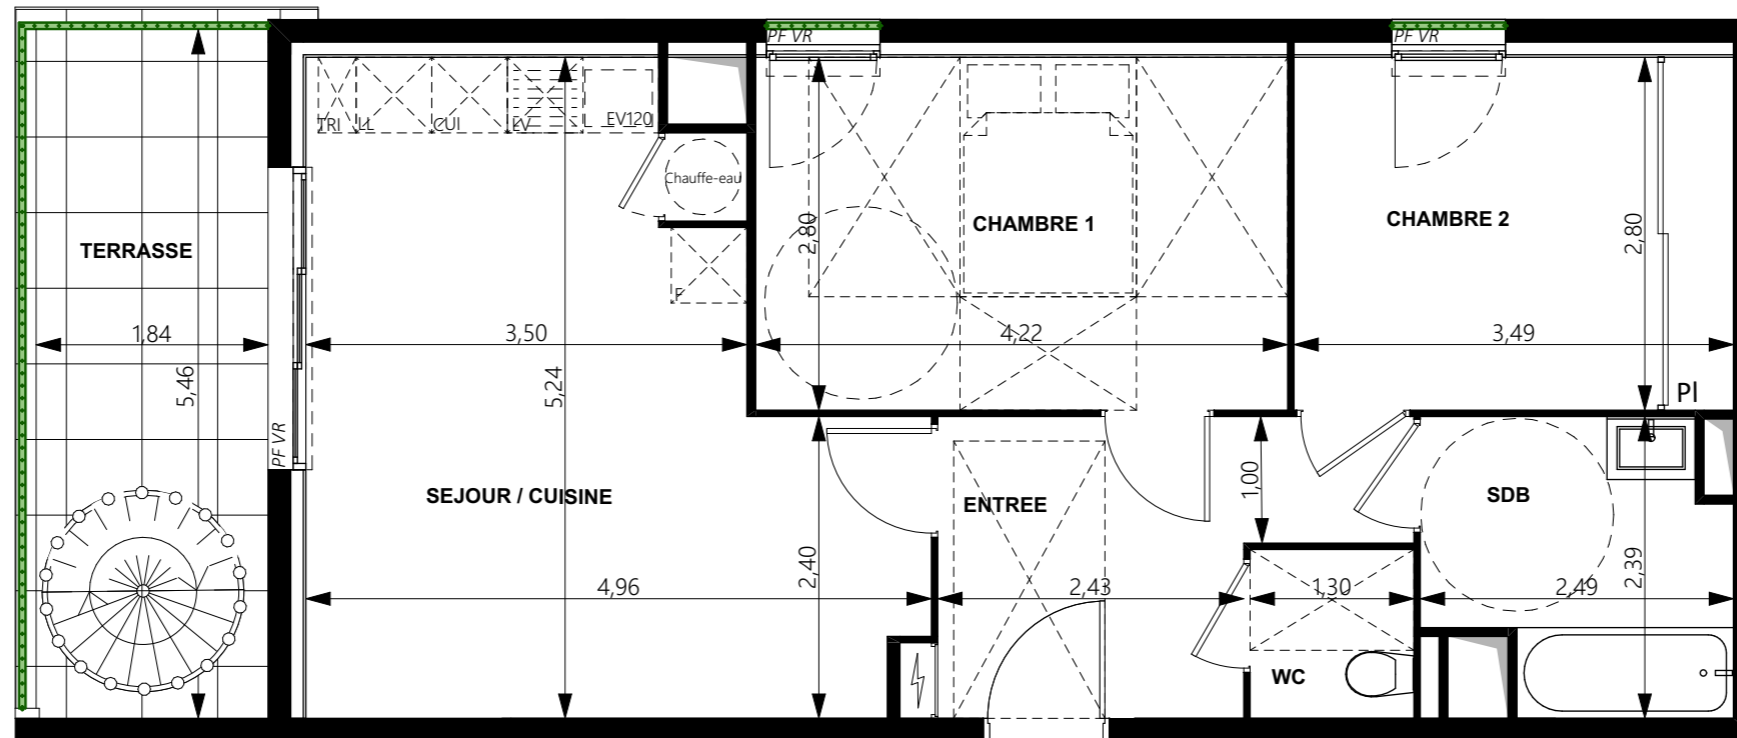 PF VR
PF VR
TRI
LL
CUI
LV
EV120
Chauffe-eau
TERRASSE
CHAMBRE 1
CHAMBRE 2
2,80
2,80
F
1,84
3,50
4,22
3,49
5,46
5,24
Pl
PF VR
SEJOUR / CUISINE
ENTREE
1,00
SDB
2,40
2,39
4,96
2,43
1,30
2,49
WC